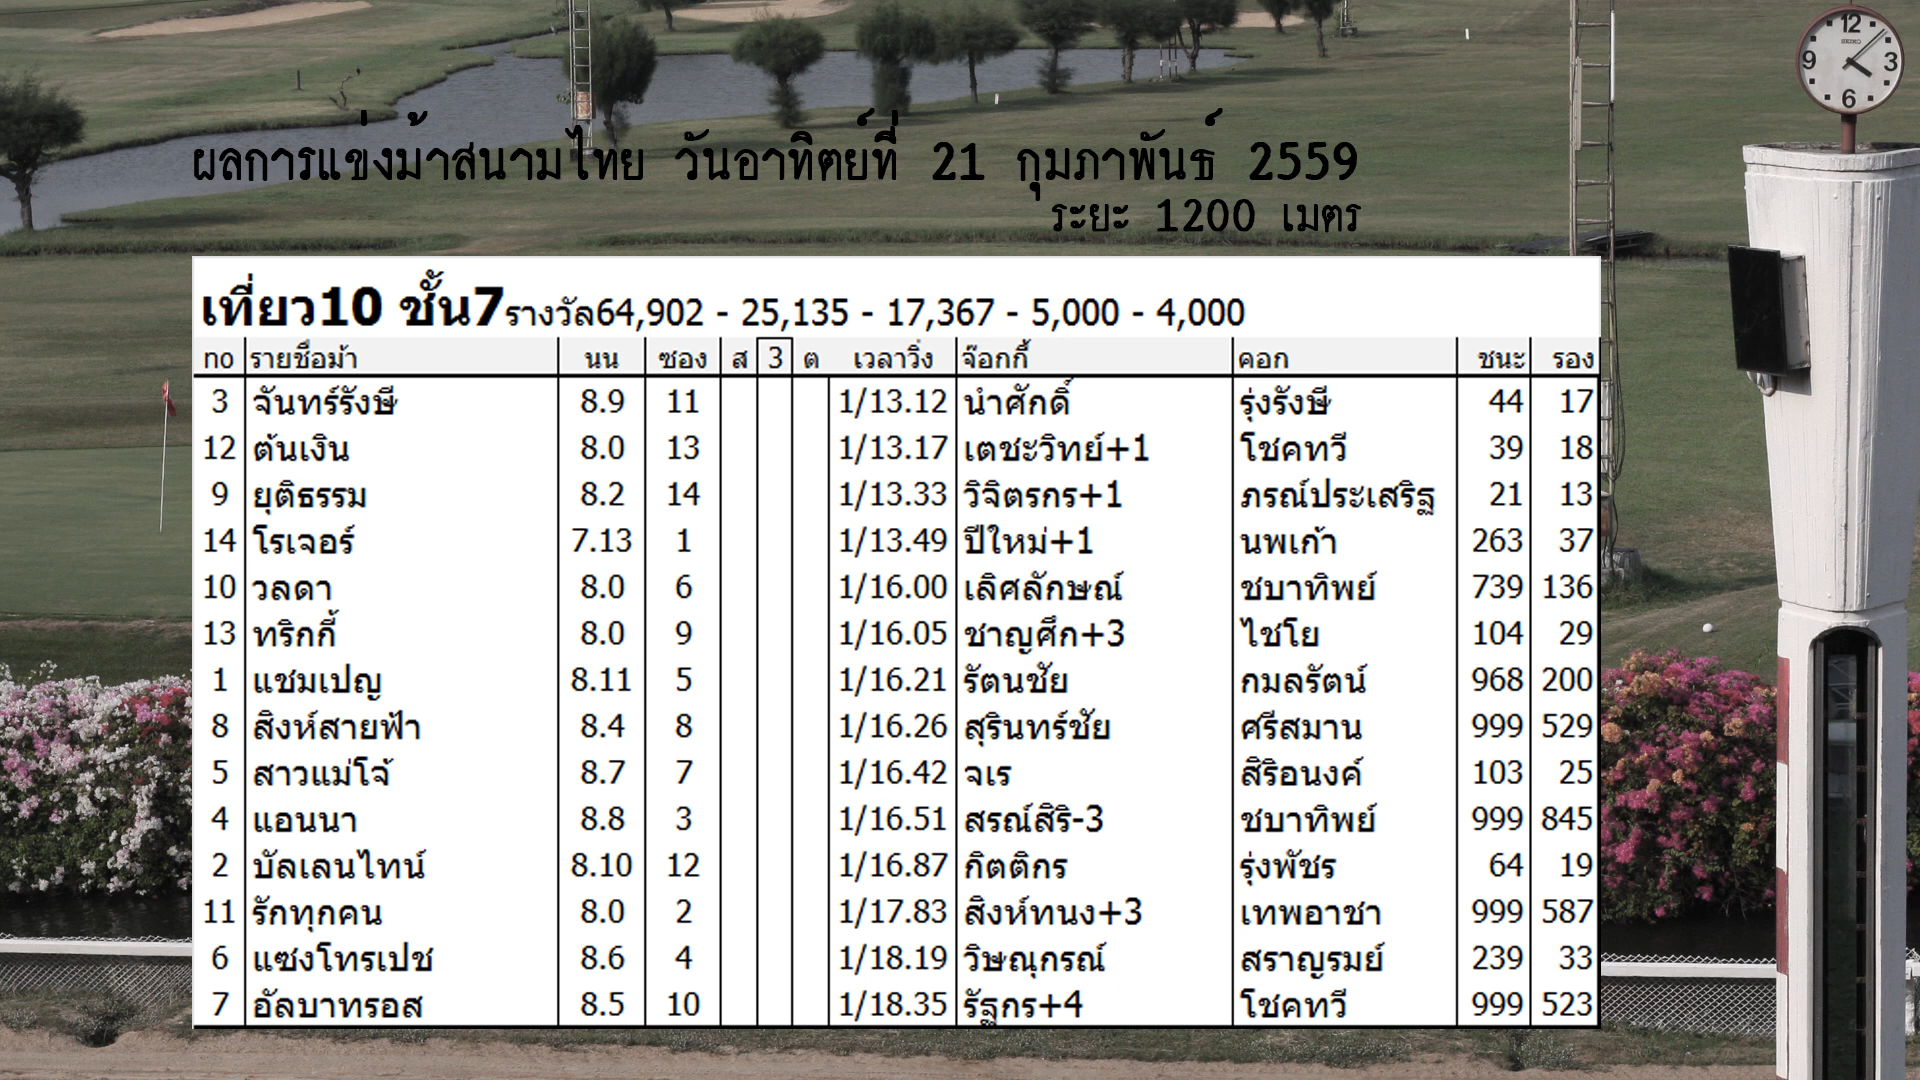 ผลการแข่งม้าสนามไทย วันอาทิตย์ที่ 21 กุมภาพันธ์ 2559
ระยะ 1200 เมตร
เที่ยว10 ชั้น7รางวัล64,902 - 25,135 - 17,367 - 5,000 - 4,000
no รายชื่อม้า นน ซอง ส 3 ต เวลาวิ่ง จ๊อกกี้ คอก ชนะ รอง
3 จันทร์รังษี 8.9 11 1/13.12 นำศักดิ์ รุ่งรังษี 44 17
12 ต้นเงิน 8.0 13 1/13.17 เตชะวิทย์+1 โชคทวี 39 18
9 ยุติธรรม 8.2 14 1/13.33 วิจิตรกร+1 ภรณ์ประเสริฐ 21 13
14 โรเจอร์ 7.13 1 1/13.49 ปีใหม่+1 นพเก้า 263 37
10 วลดา 8.0 6 1/16.00 เลิศลักษณ์ ชบาทิพย์ 739 136
13 ทริกกี้ 8.0 9 1/16.05 ชาญศึก+3 ไชโย 104 29
1 แชมเปญ 8.11 5 1/16.21 รัตนชัย กมลรัตน์ 968 200
8 สิงห์สายฟ้า 8.4 8 1/16.26 สุรินทร์ชัย ศรีสมาน 999 529
5 สาวแม่โจ้ 8.7 7 1/16.42 จเร สิริอนงค์ 103 25
4 แอนนา 8.8 3 1/16.51 สรณ์สิริ-3 ชบาทิพย์ 999 845
2 บัลเลนไทน์ 8.10 12 1/16.87 กิตติกร รุ่งพัชร 64 19
11 รักทุกคน 8.0 2 1/17.83 สิงห์ทนง+3 เทพอาชา 999 587
6 แซงโทรเปช 8.6 4 1/18.19 วิษณุกรณ์ สราญรมย์ 239 33
7 อัลบาทรอส 8.5 10 1/18.35 รัฐกร+4 โชคทวี 999 523
12
SEIKO
9 3
6